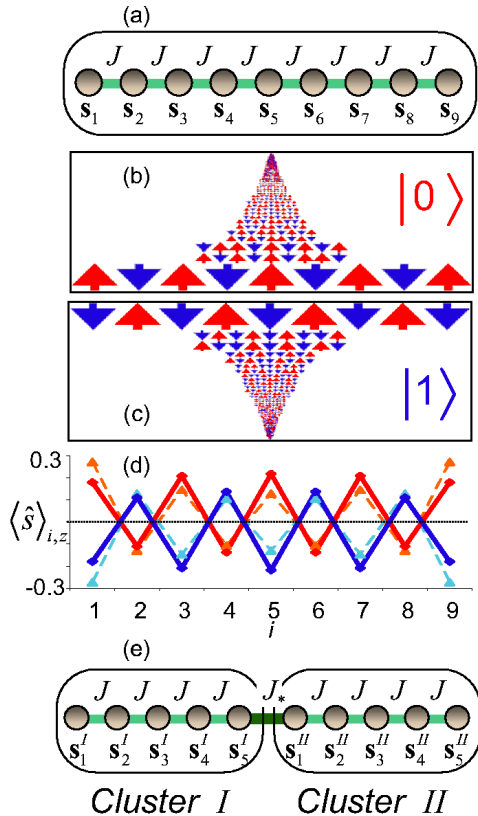 (a)
J J J J J J J J
s₁ s₂ s₃ s₄ s₅ s₆ s₇ s₈ s₉
(b)
|0⟩
(c)
|1⟩
(d)
0.3
⟨ŝ⟩ᵢ,z
-0.3
1 2 3 4 5 6 7 8 9
i
(e)
J J J J J* J J J J
s₁ᴵ s₂ᴵ s₃ᴵ s₄ᴵ s₅ᴵ s₁ᴵᴵ s₂ᴵᴵ s₃ᴵᴵ s₄ᴵᴵ s₅ᴵᴵ
Cluster I Cluster II